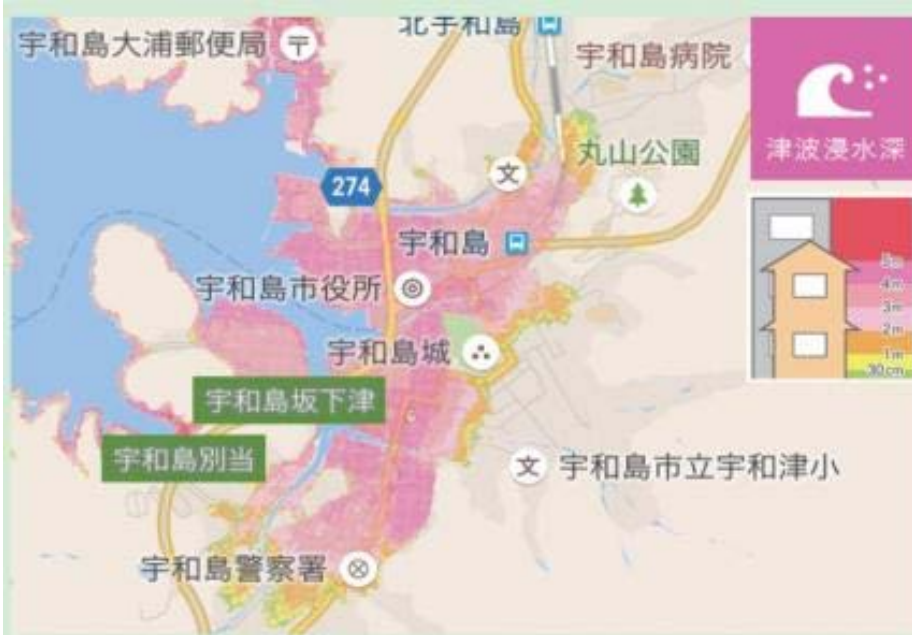 北宇和島
宇和島大浦郵便局
宇和島病院
津波浸水深
丸山公園
文
274
宇和島
宇和島市役所
5m
4m
3m
2m
1m
30cm
宇和島城
宇和島坂下津
宇和島別当
文
宇和島市立宇和津小
宇和島警察署